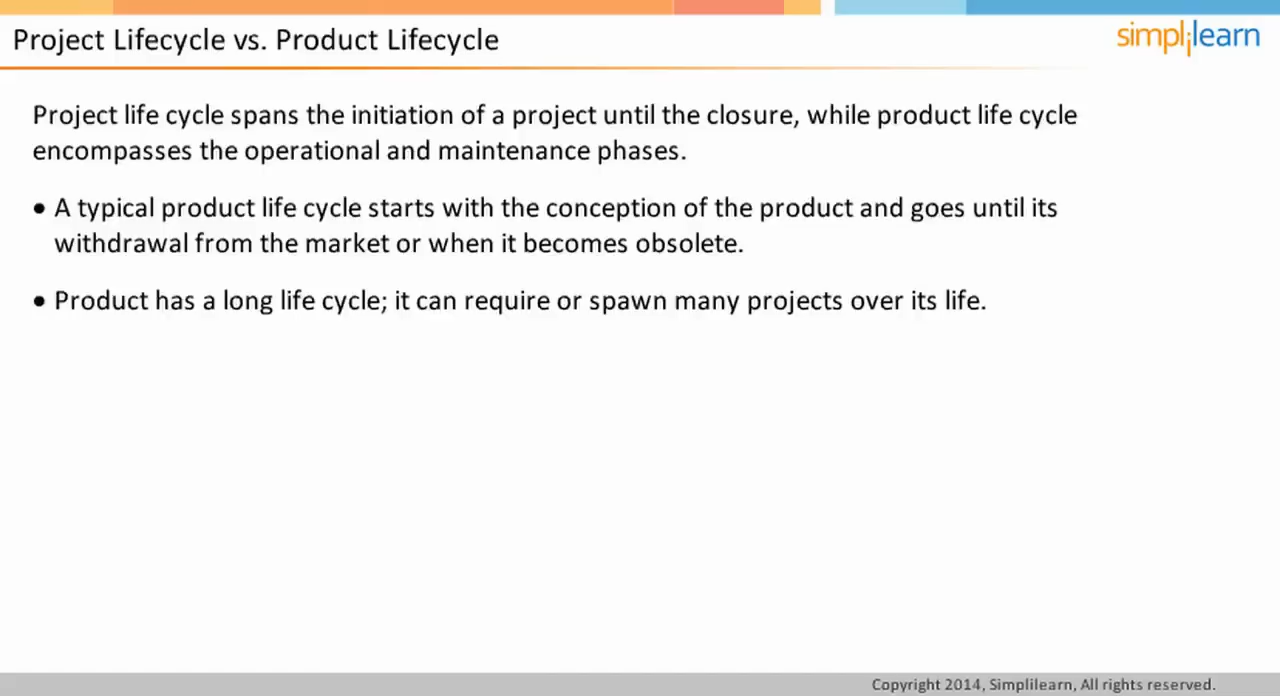 Project Lifecycle vs. Product Lifecycle
simplilearn
Project life cycle spans the initiation of a project until the closure, while product life cycle
encompasses the operational and maintenance phases.
• A typical product life cycle starts with the conception of the product and goes until its
withdrawal from the market or when it becomes obsolete.
• Product has a long life cycle; it can require or spawn many projects over its life.
Copyright 2014, Simplilearn, All rights reserved.